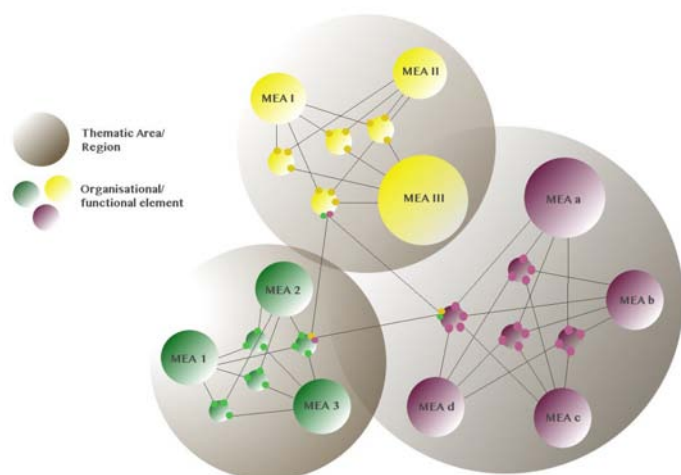 MEA I
MEA II
MEA III
Thematic Area/
Region
Organisational/
functional element
MEA a
MEA b
MEA c
MEA d
MEA 2
MEA 1
MEA 3